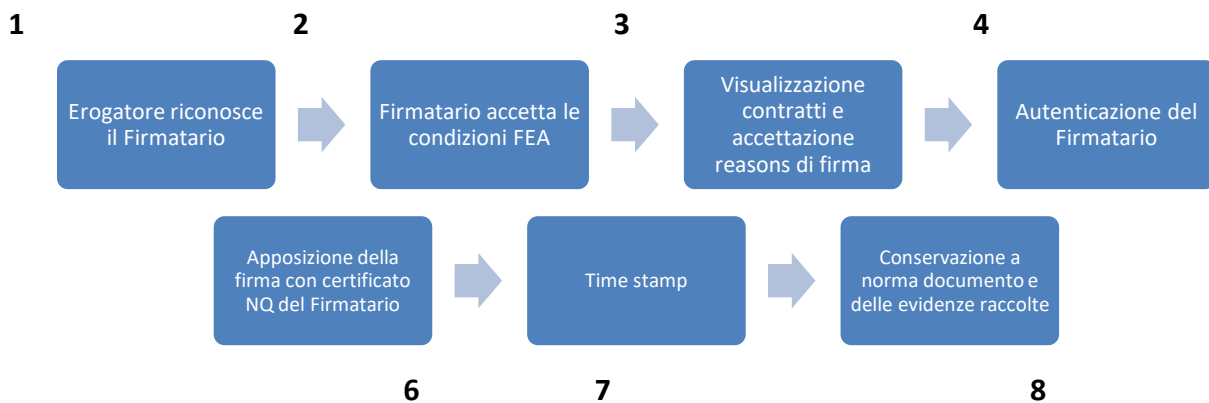 1 2 3 4
Erogatore riconosce
il Firmatario
Firmatario accetta le
condizioni FEA
Visualizzazione
contratti e
accettazione
reasons di firma
Autenticazione del
Firmatario
Apposizione della
firma con certificato
NQ del Firmatario
Time stamp
Conservazione a
norma documento e
delle evidenze raccolte
6 7 8